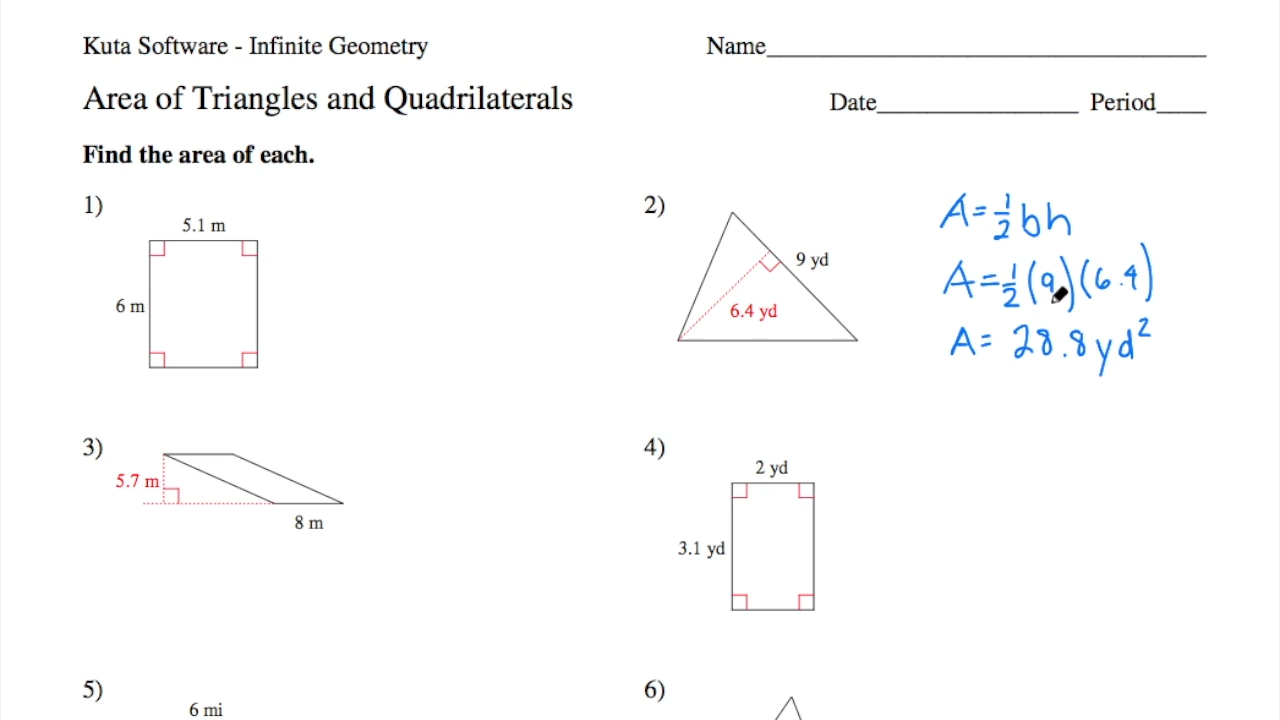 Kuta Software - Infinite Geometry
Name
Area of Triangles and Quadrilaterals
Date Period
Find the area of each.
1)
5.1 m
6 m
2)
9 yd
6.4 yd
A = 1/2 bh
A = 1/2 (9)(6.4)
A = 28.8 yd²
3)
5.7 m
8 m
4)
2 yd
3.1 yd
5)
6 mi
6)